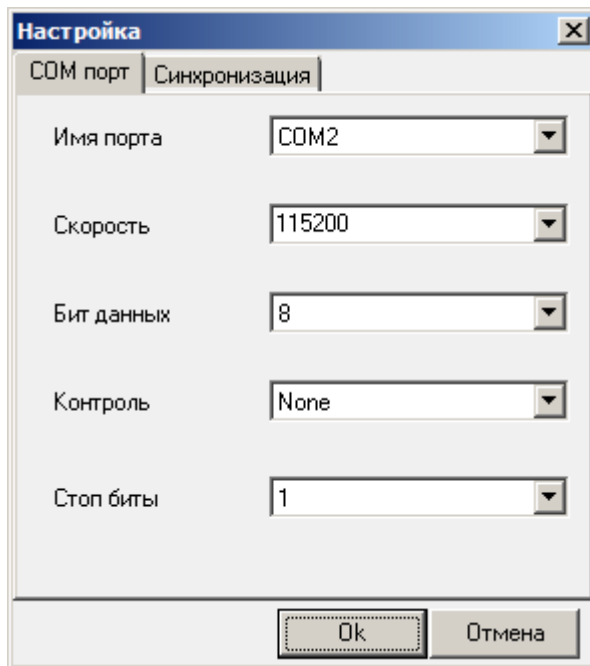 Настройка
COM порт Синхронизация
Имя порта COM2
Скорость 115200
Бит данных 8
Контроль None
Стоп биты 1
Ok Отмена